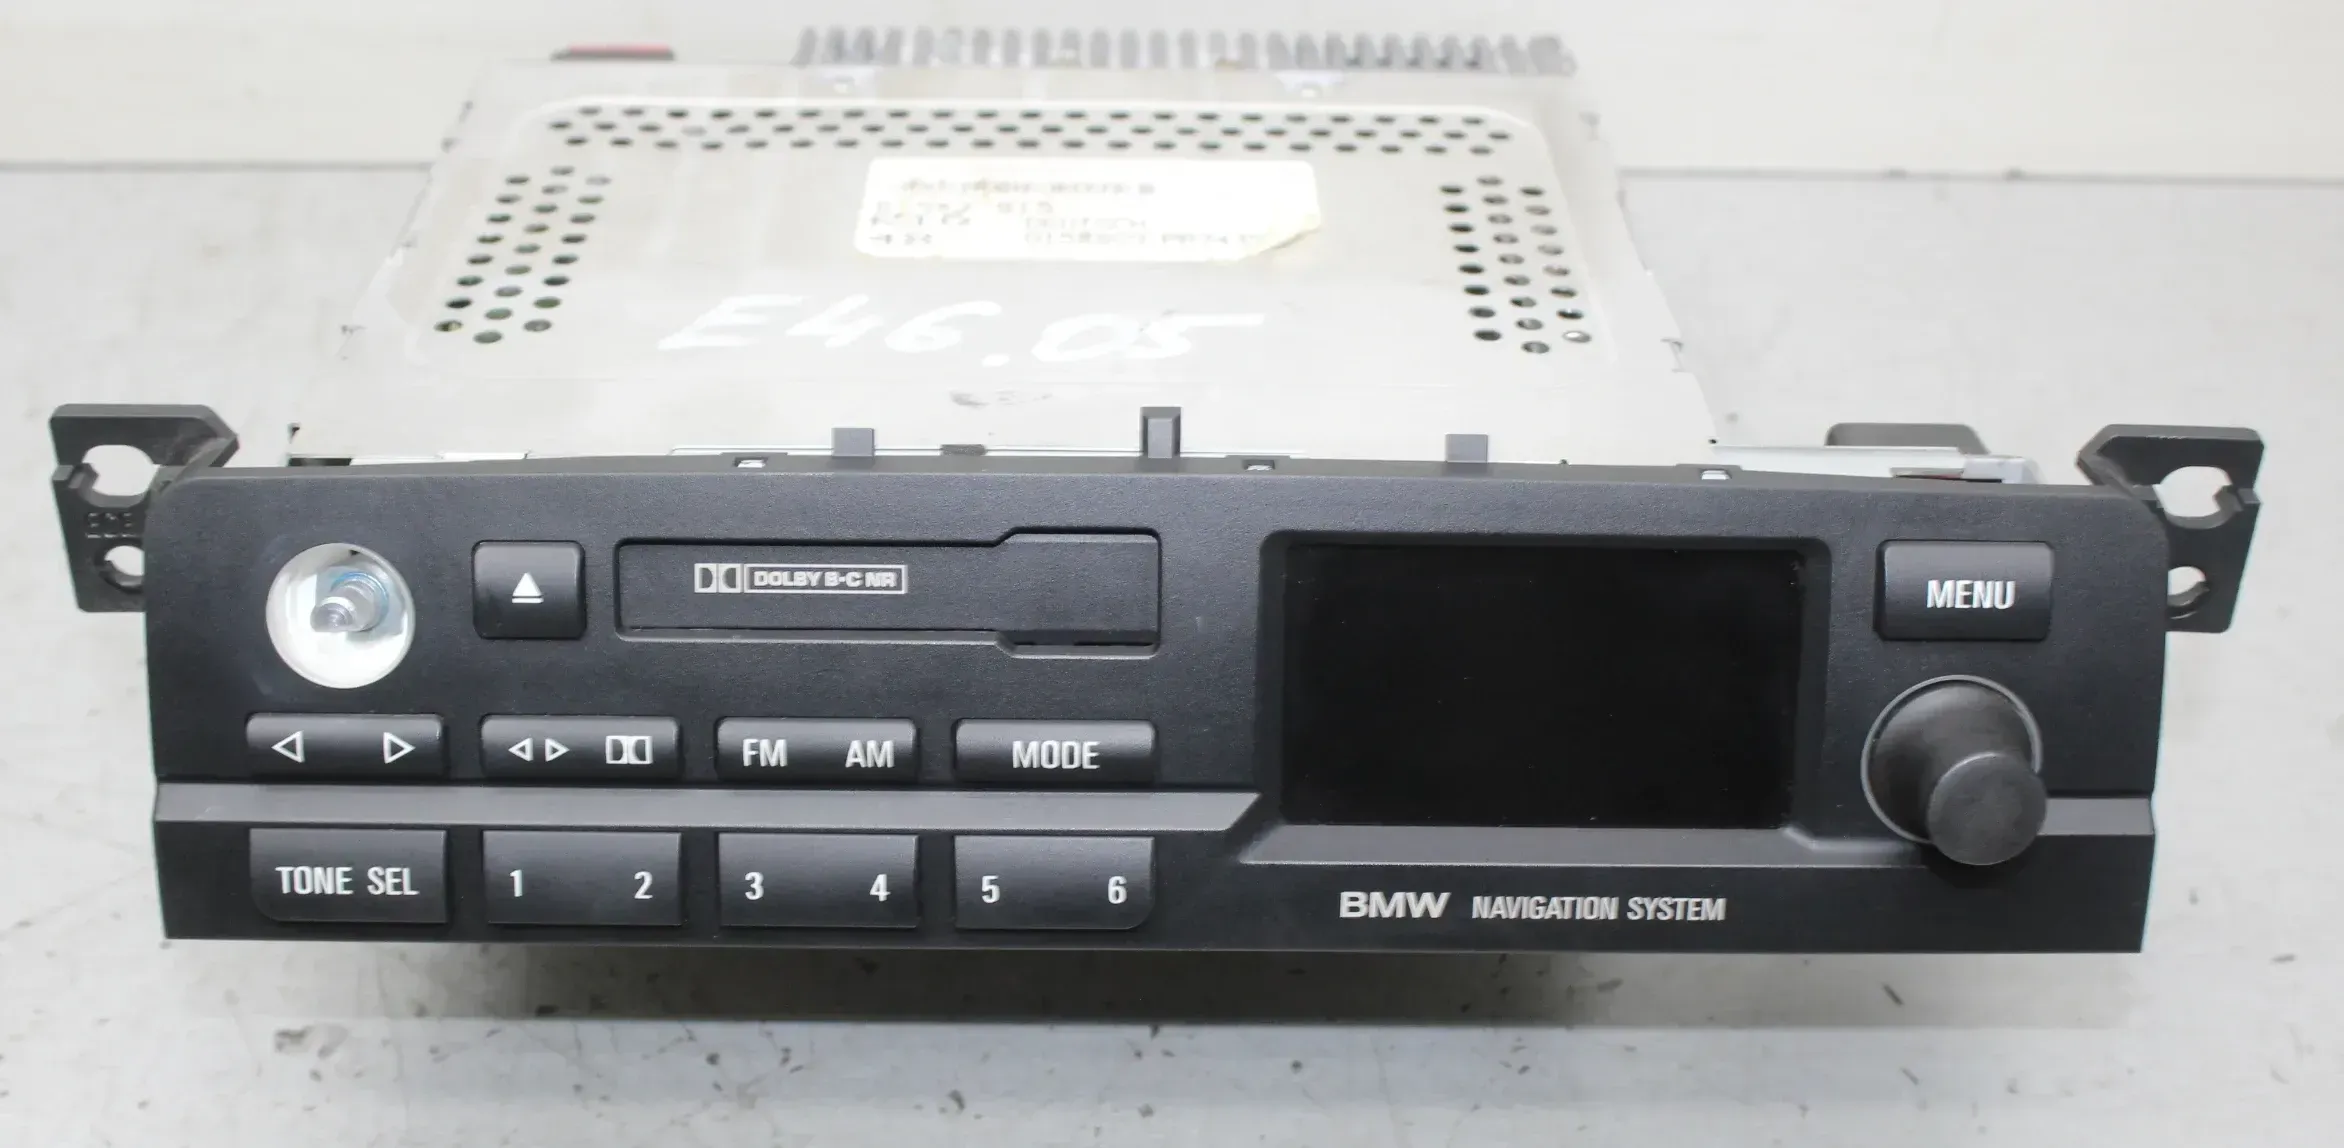 E46.05
ECE
DOLBY B-C NR
MENU
FM AM
MODE
TONE SEL
1 2
3 4
5 6
BMW NAVIGATION SYSTEM